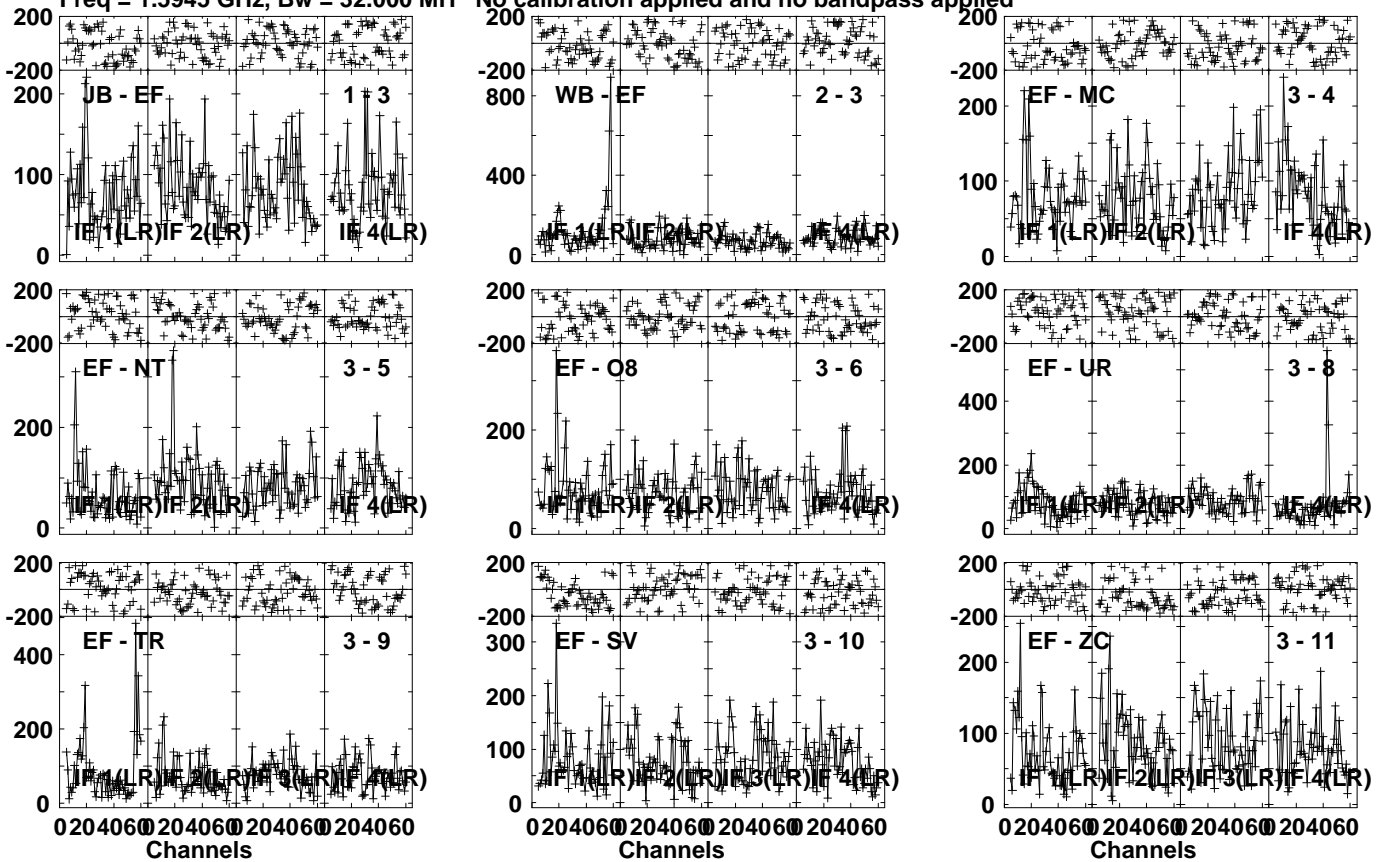 Freq = 1.5945 GHz, Bw = 32.000 MH No calibration applied and no bandpass applied
200 200 200
-200 -200 -200
JB - EF 1 - 3 WB - EF 2 - 3 EF - MC 3 - 4
200 800 200
100 400 100
0 0 0
IF 1(LR) IF 2(LR) IF 4(LR) IF 1(LR) IF 2(LR) IF 4(LR) IF 1(LR) IF 2(LR) IF 4(LR)
200 200 200
-200 -200 -200
EF - NT 3 - 5 EF - O8 3 - 6 EF - UR 3 - 8
200 200 400
200
0 0 0
IF 1(LR) IF 2(LR) IF 4(LR) IF 1(LR) IF 2(LR) IF 4(LR) IF 1(LR) IF 2(LR) IF 4(LR)
200 200 200
-200 -200 -200
EF - TR 3 - 9 EF - SV 3 - 10 EF - ZC 3 - 11
400 300 200
200 200 100
100
0 0 0
IF 1(LR) IF 2(LR) IF 3(LR) IF 4(LR) IF 1(LR) IF 2(LR) IF 3(LR) IF 4(LR) IF 1(LR) IF 2(LR) IF 3(LR) IF 4(LR)
0 20 40 60 0 20 40 60 0 20 40 60 0 20 40 60 0 20 40 60 0 20 40 60 0 20 40 60 0 20 40 60 0 20 40 60 0 20 40 60 0 20 40 60 0 20 40 60
Channels Channels Channels